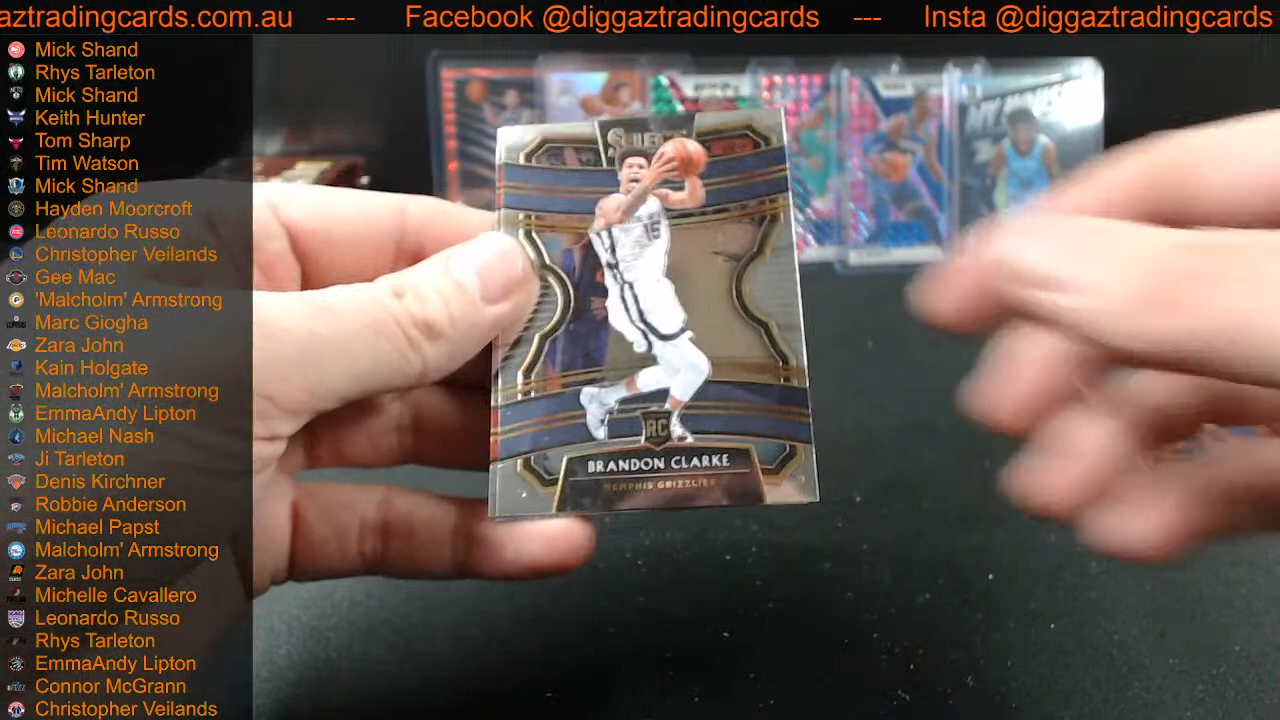 aztradingcards.com.au --- Facebook @diggaztradingcards --- Insta @diggaztradingcards
Mick Shand
Rhys Tarleton
Mick Shand
Keith Hunter
Tom Sharp
Tim Watson
Mick Shand
Hayden Moorcroft
Leonardo Russo
Christopher Veilands
Gee Mac
'Malcholm' Armstrong
Marc Giogha
Zara John
Kain Holgate
Malcholm' Armstrong
EmmaAndy Lipton
Michael Nash
Ji Tarleton
Denis Kirchner
Robbie Anderson
Michael Papst
Malcholm' Armstrong
Zara John
Michelle Cavallero
Leonardo Russo
Rhys Tarleton
EmmaAndy Lipton
Connor McGrann
Christopher Veilands
SELECT
15
RC
BRANDON CLARKE
MEMPHIS GRIZZLIES